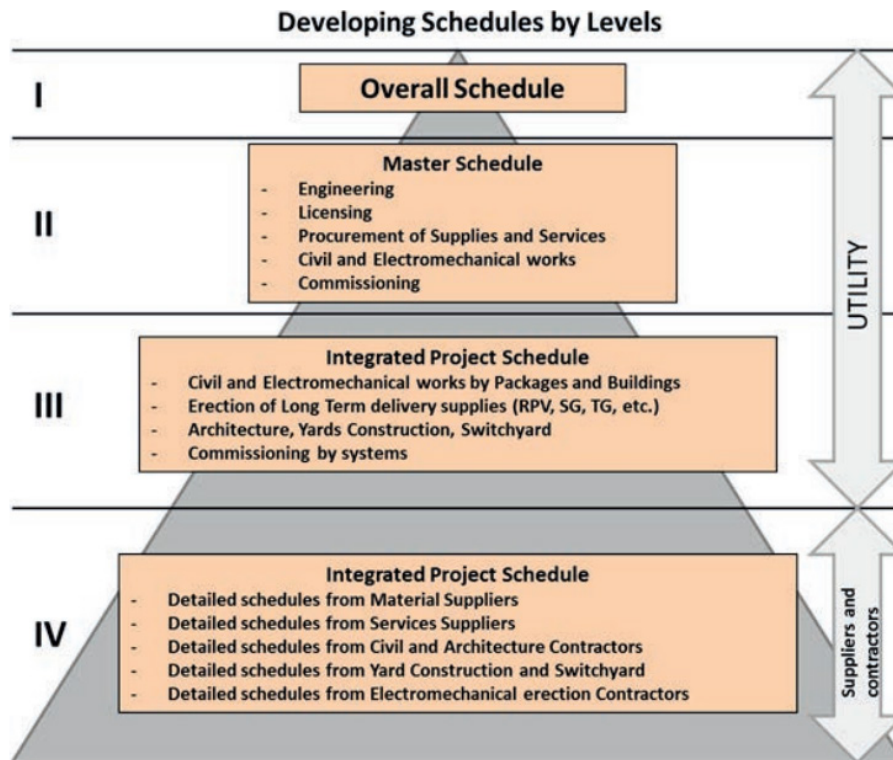 Developing Schedules by Levels
I
Overall Schedule
II
Master Schedule
- Engineering
- Licensing
- Procurement of Supplies and Services
- Civil and Electromechanical works
- Commissioning
UTILITY
III
Integrated Project Schedule
- Civil and Electromechanical works by Packages and Buildings
- Erection of Long Term delivery supplies (RPV, SG, TG, etc.)
- Architecture, Yards Construction, Switchyard
- Commissioning by systems
IV
Integrated Project Schedule
- Detailed schedules from Material Suppliers
- Detailed schedules from Services Suppliers
- Detailed schedules from Civil and Architecture Contractors
- Detailed schedules from Yard Construction and Switchyard
- Detailed schedules from Electromechanical erection Contractors
Suppliers and
contractors